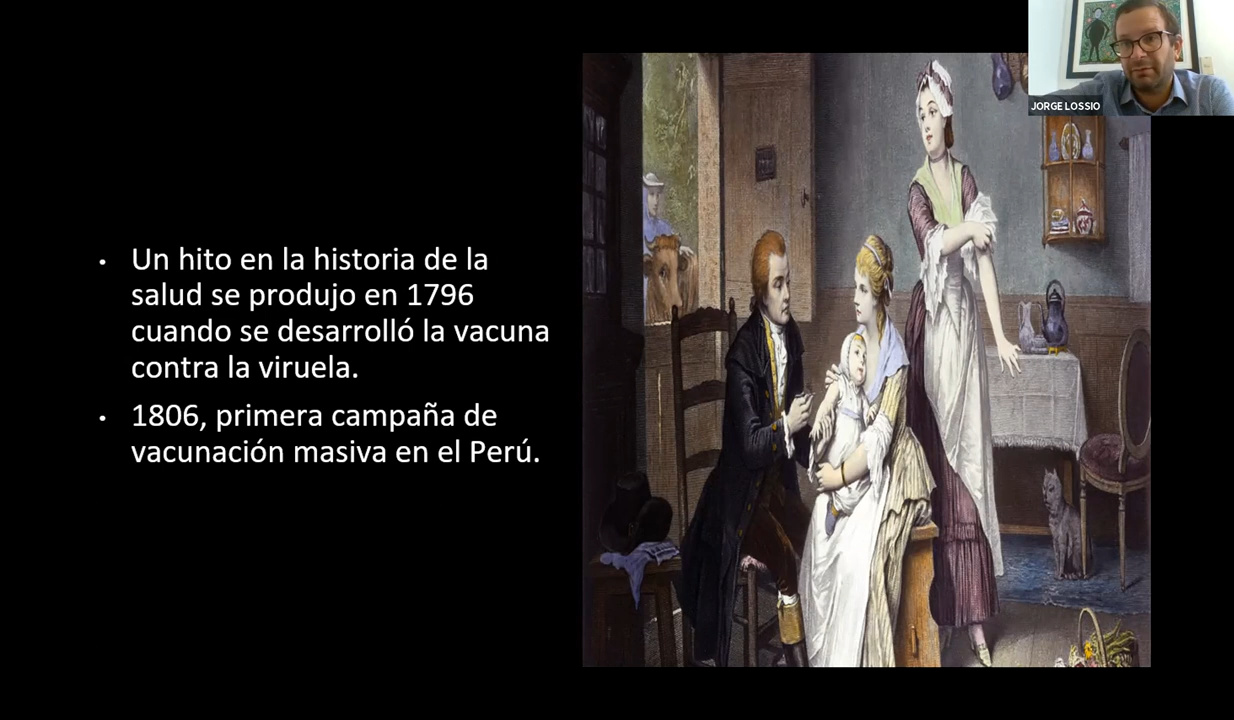 JORGE LOSSIO
• Un hito en la historia de la
salud se produjo en 1796
cuando se desarrolló la vacuna
contra la viruela.
• 1806, primera campaña de
vacunación masiva en el Perú.